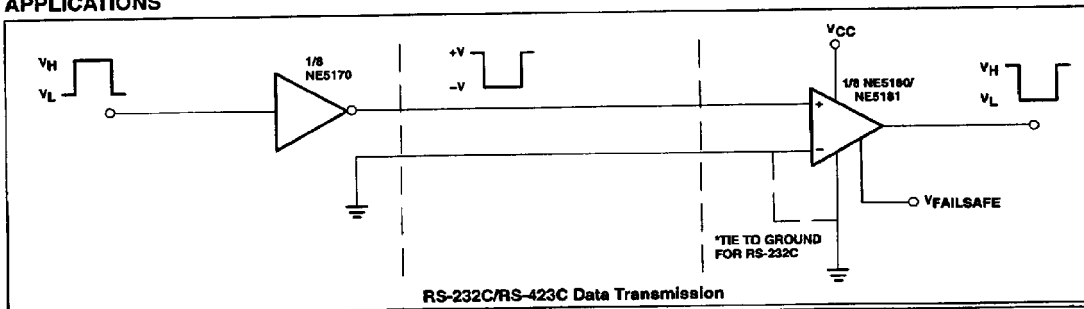 APPLICATIONS
VH
VL
1/8
NE5170
+V
–V
VCC
1/8 NE5180/
NE5181
VH
VL
VFAILSAFE
*TIE TO GROUND
FOR RS-232C
RS-232C/RS-423C Data Transmission